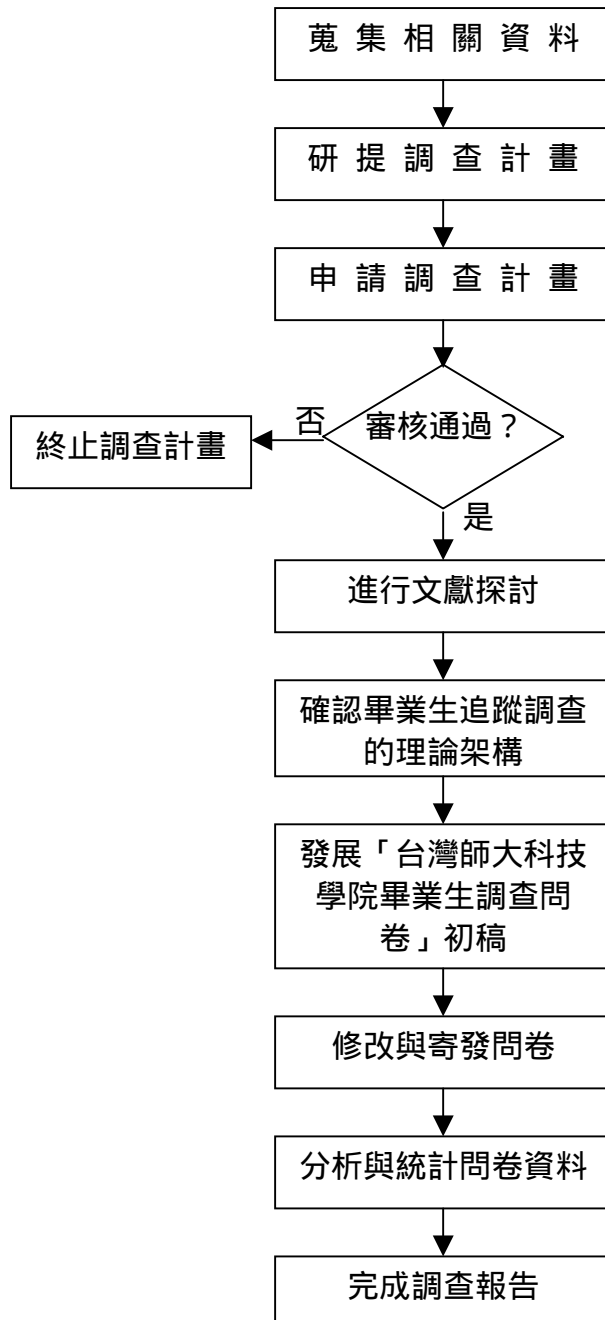 蒐集相關資料
研提調查計畫
申請調查計畫
審核通過？
否
終止調查計畫
是
進行文獻探討
確認畢業生追蹤調查
的理論架構
發展「台灣師大科技
學院畢業生調查問
卷」初稿
修改與寄發問卷
分析與統計問卷資料
完成調查報告